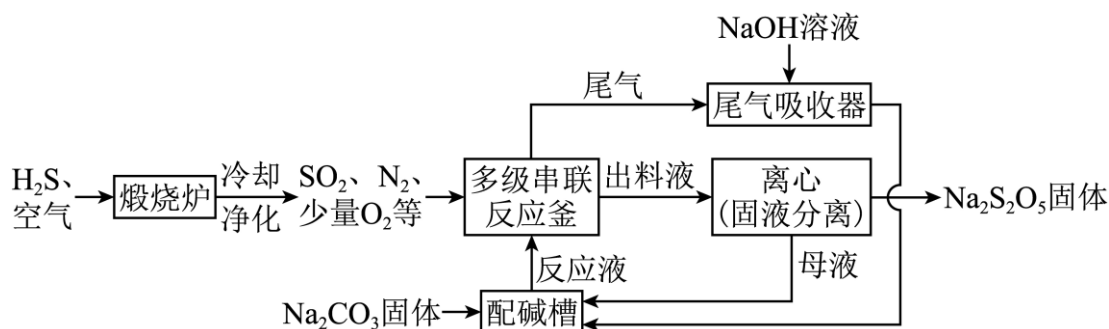 NaOH溶液
尾气
尾气吸收器
H₂S、
空气
煅烧炉
冷却
净化
SO₂、N₂、
少量O₂等
多级串联
反应釜
出料液
离心
(固液分离)
Na₂S₂O₅固体
反应液
母液
Na₂CO₃固体
配碱槽